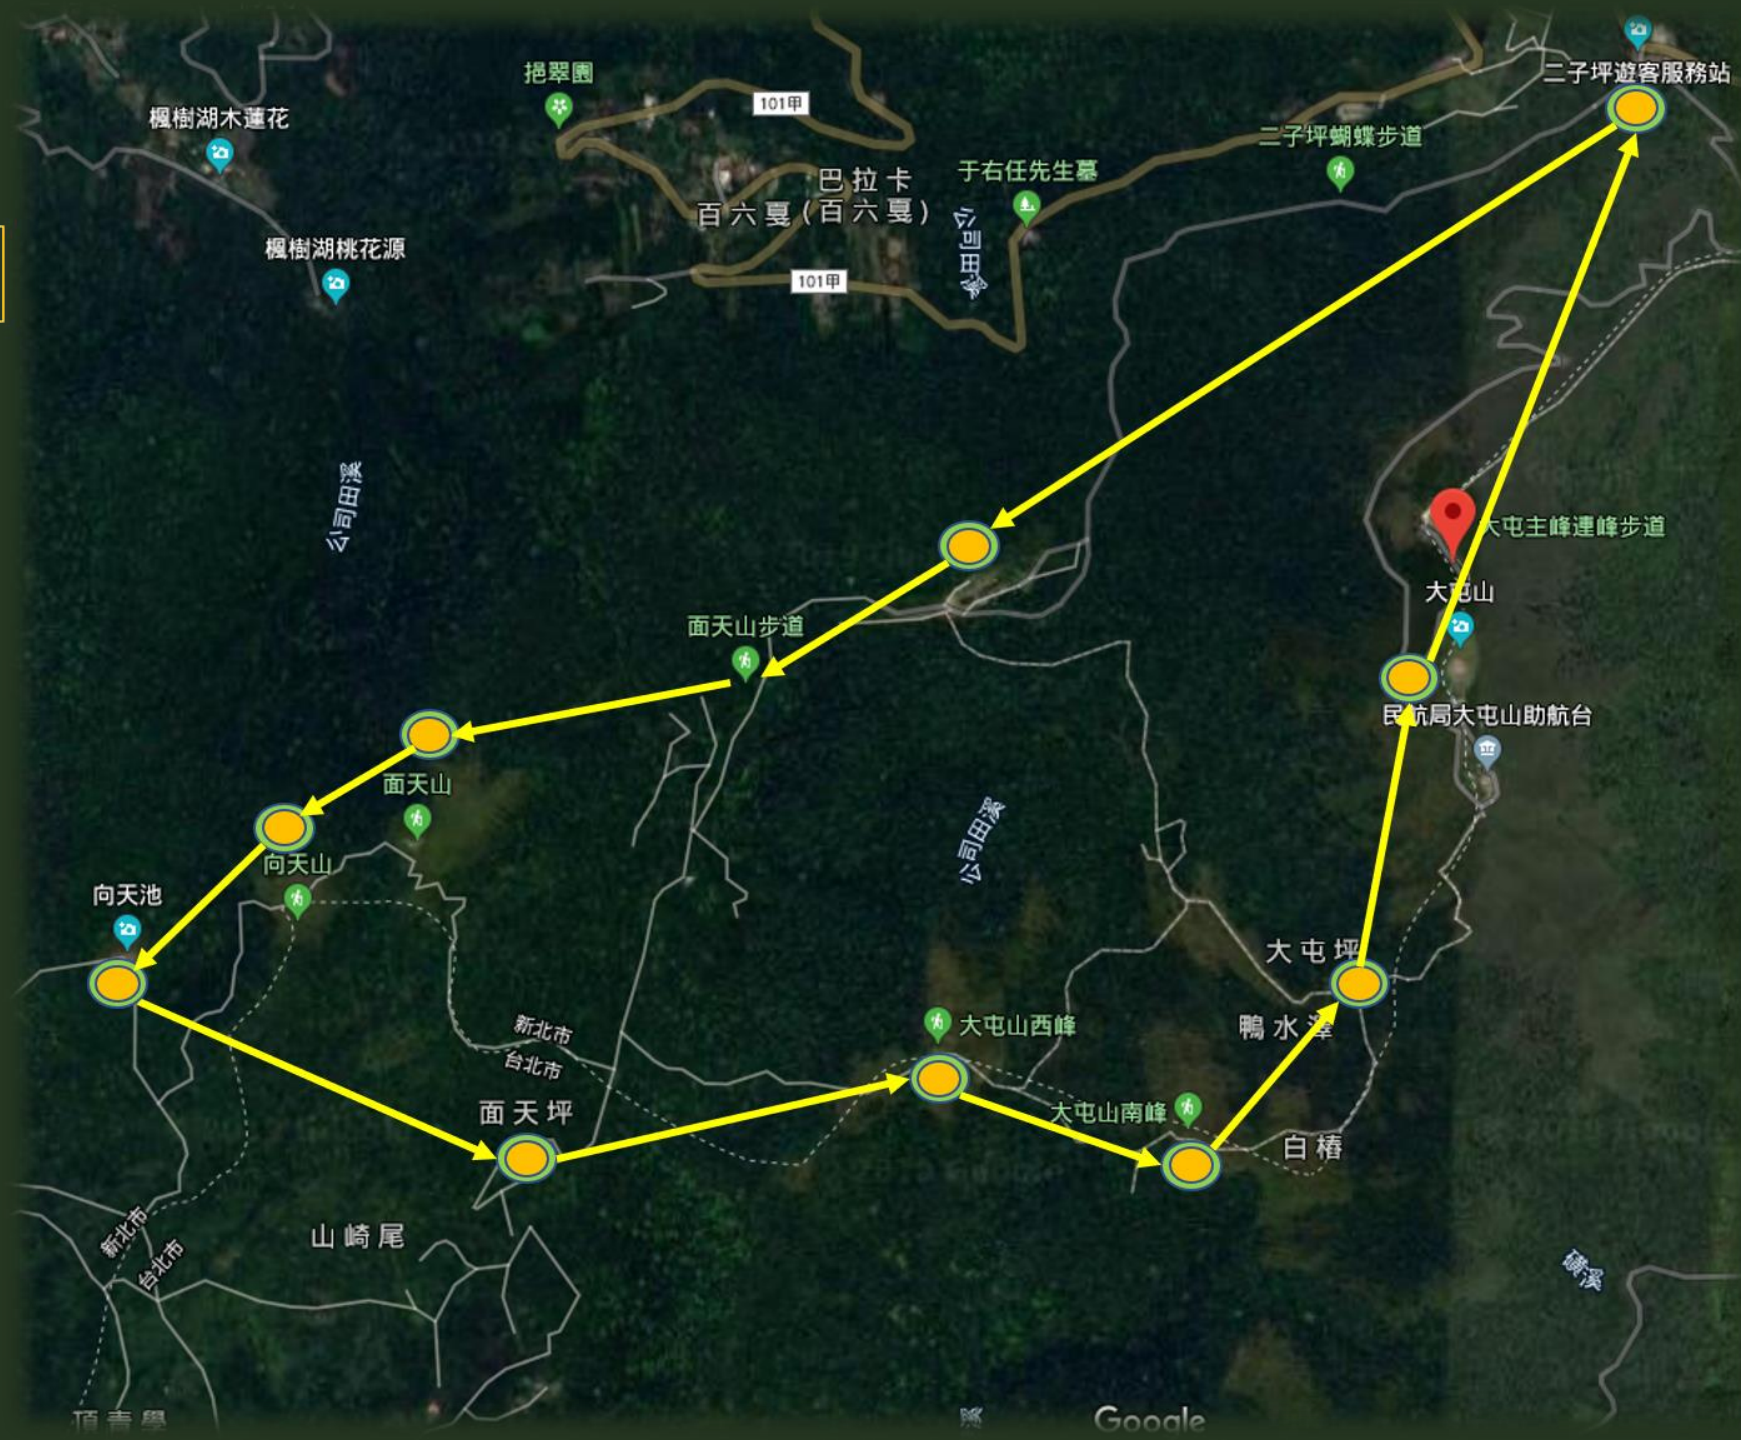 挹翠園
二子坪遊客服務站
101甲
楓樹湖木蓮花
二子坪蝴蝶步道
于右任先生墓
巴拉卡
百六戛(百六戛)
公司田溪
楓樹湖桃花源
101甲
公司田溪
大屯主峰連峰步道
大屯山
面天山步道
民航局大屯山助航台
面天山
公司田溪
向天山
向天池
大屯坪
新北市
大屯山西峰
鴨水澤
台北市
面天坪
大屯山南峰
白樁
山崎尾
新北市
台北市
磺溪
Google